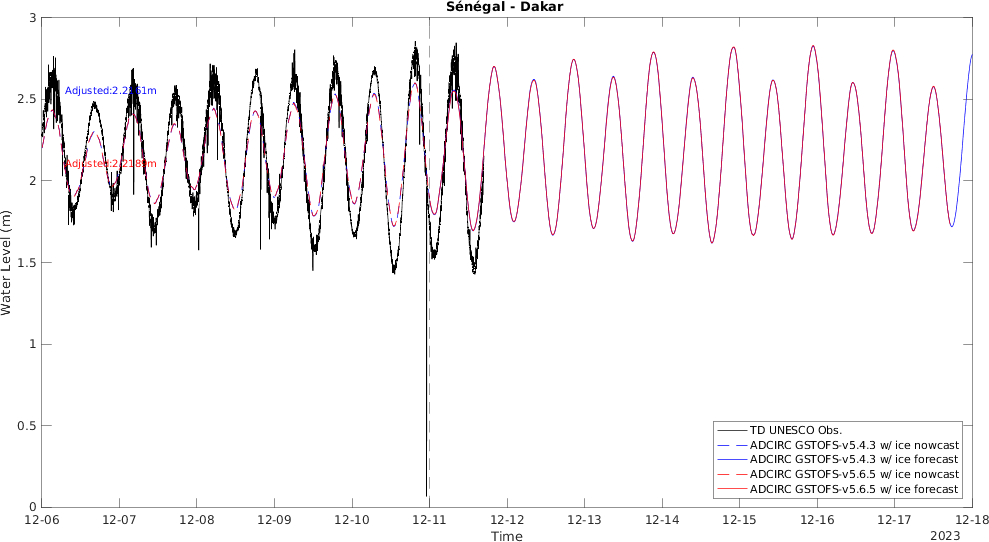 Sénégal - Dakar
3
2.5
2
1.5
1
0.5
0
Water Level (m)
Adjusted:2.2161m
Adjusted:2.2189m
TD UNESCO Obs.
ADCIRC GSTOFS-v5.4.3 w/ ice nowcast
ADCIRC GSTOFS-v5.4.3 w/ ice forecast
ADCIRC GSTOFS-v5.6.5 w/ ice nowcast
ADCIRC GSTOFS-v5.6.5 w/ ice forecast
12-06 12-07 12-08 12-09 12-10 12-11 12-12 12-13 12-14 12-15 12-16 12-17 12-18
Time
2023